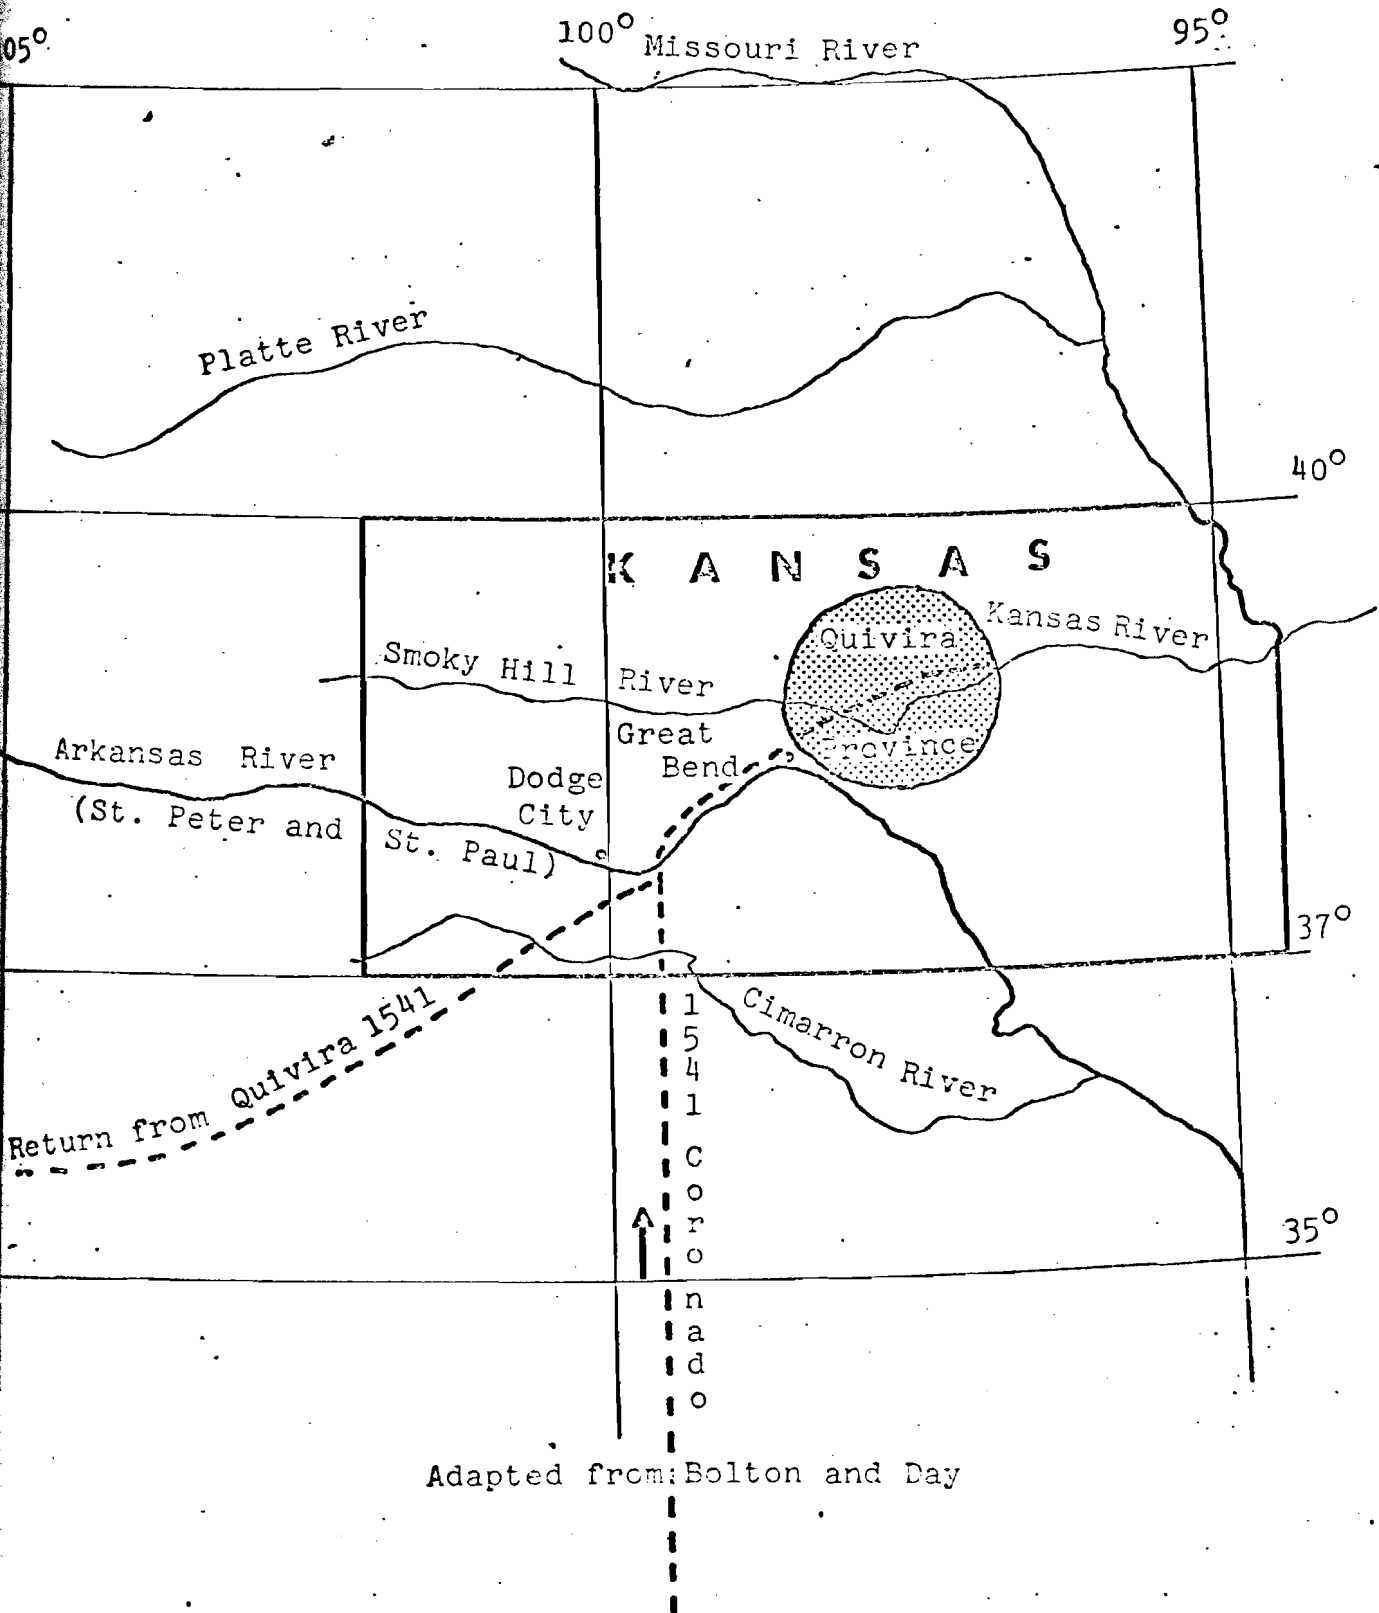 05°
100°
95°
Missouri River
Platte River
40°
KANSAS
Quivira
Province
Kansas River
Smoky Hill River
Great
Bend
Arkansas River
(St. Peter and St. Paul)
Dodge
City
37°
Return from Quivira 1541
1541 Coronado
Cimarron River
35°
Adapted from Bolton and Day